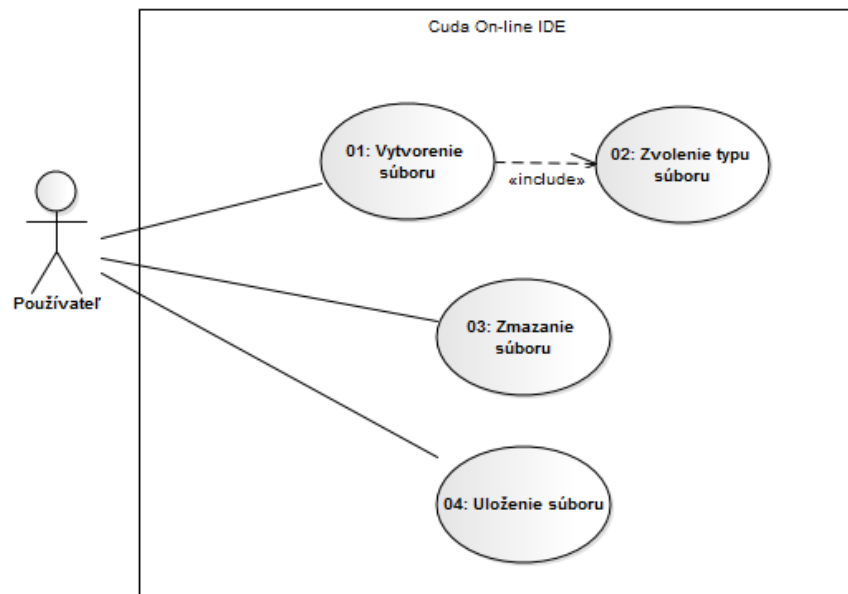 Cuda On-line IDE
01: Vytvorenie
súboru
02: Zvolenie typu
súboru
«include»
Používateľ
03: Zmazanie
súboru
04: Uloženie súboru